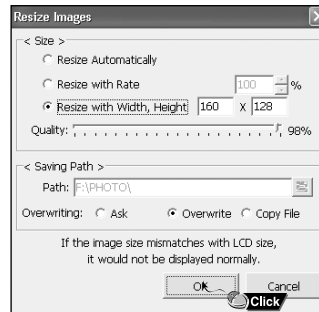 Resize Images
< Size >
Resize Automatically
Resize with Rate 100 %
Resize with Width, Height 160 X 128
Quality: 98%
< Saving Path >
Path: F:\PHOTO\
Overwriting: Ask Overwrite Copy File
If the image size mismatches with LCD size,
it would not be displayed normally.
OK Cancel
Click